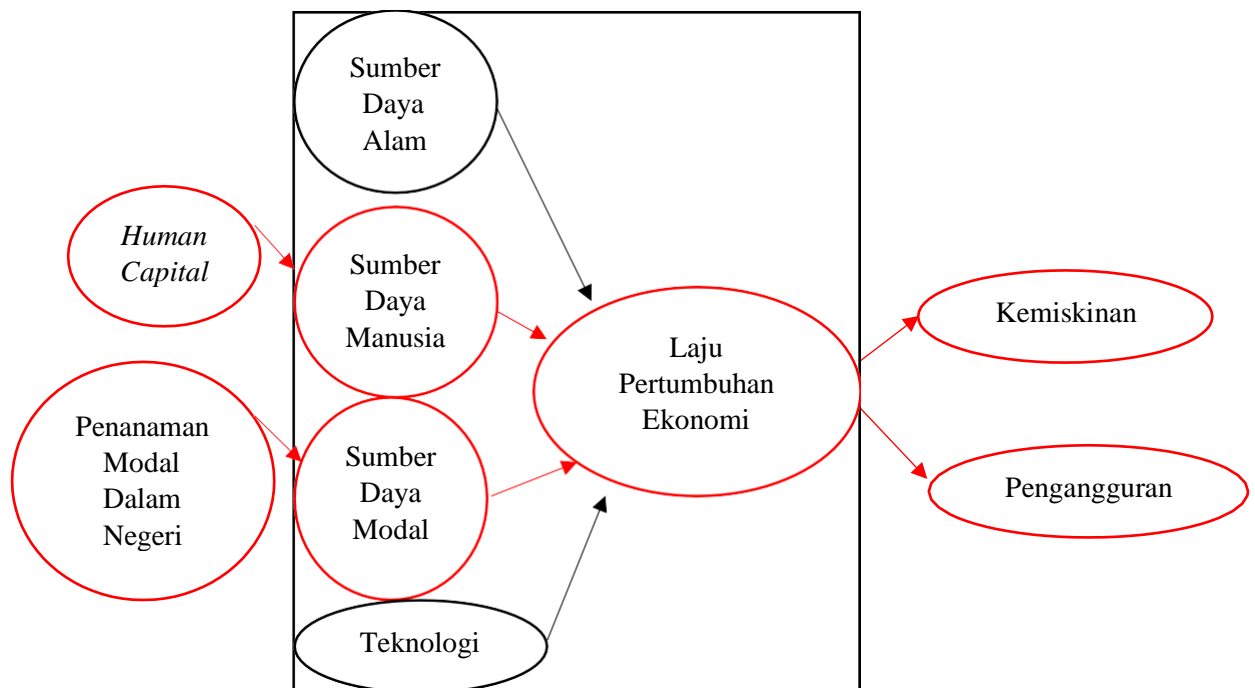 Sumber
Daya
Alam
Human
Capital
Sumber
Daya
Manusia
Penanaman
Modal
Dalam
Negeri
Sumber
Daya
Modal
Teknologi
Laju
Pertumbuhan
Ekonomi
Kemiskinan
Pengangguran